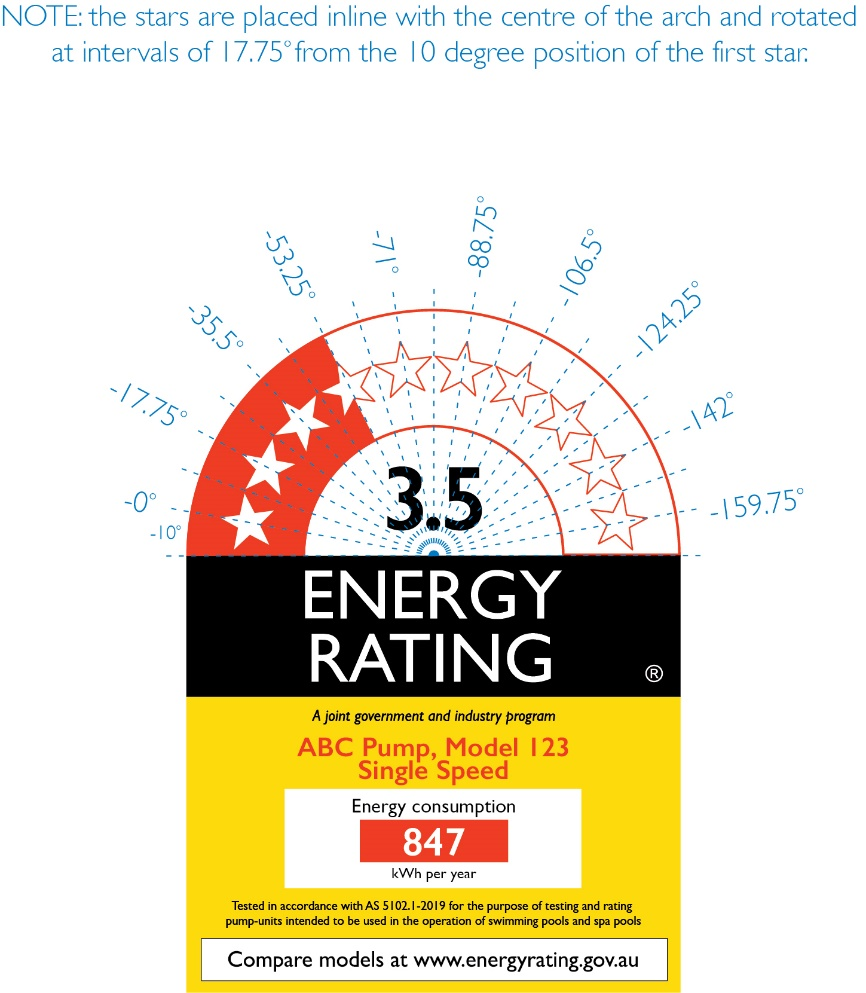 NOTE: the stars are placed inline with the centre of the arch and rotated
at intervals of 17.75° from the 10 degree position of the first star.
-88.75°
-71°
-53.25°
-106.5°
-35.5°
-124.25°
-17.75°
-142°
-0°
-159.75°
-10°
3.5
ENERGY
RATING
®
A joint government and industry program
ABC Pump, Model 123
Single Speed
Energy consumption
847
kWh per year
Tested in accordance with AS 5102.1-2019 for the purpose of testing and rating
pump-units intended to be used in the operation of swimming pools and spa pools
Compare models at www.energyrating.gov.au